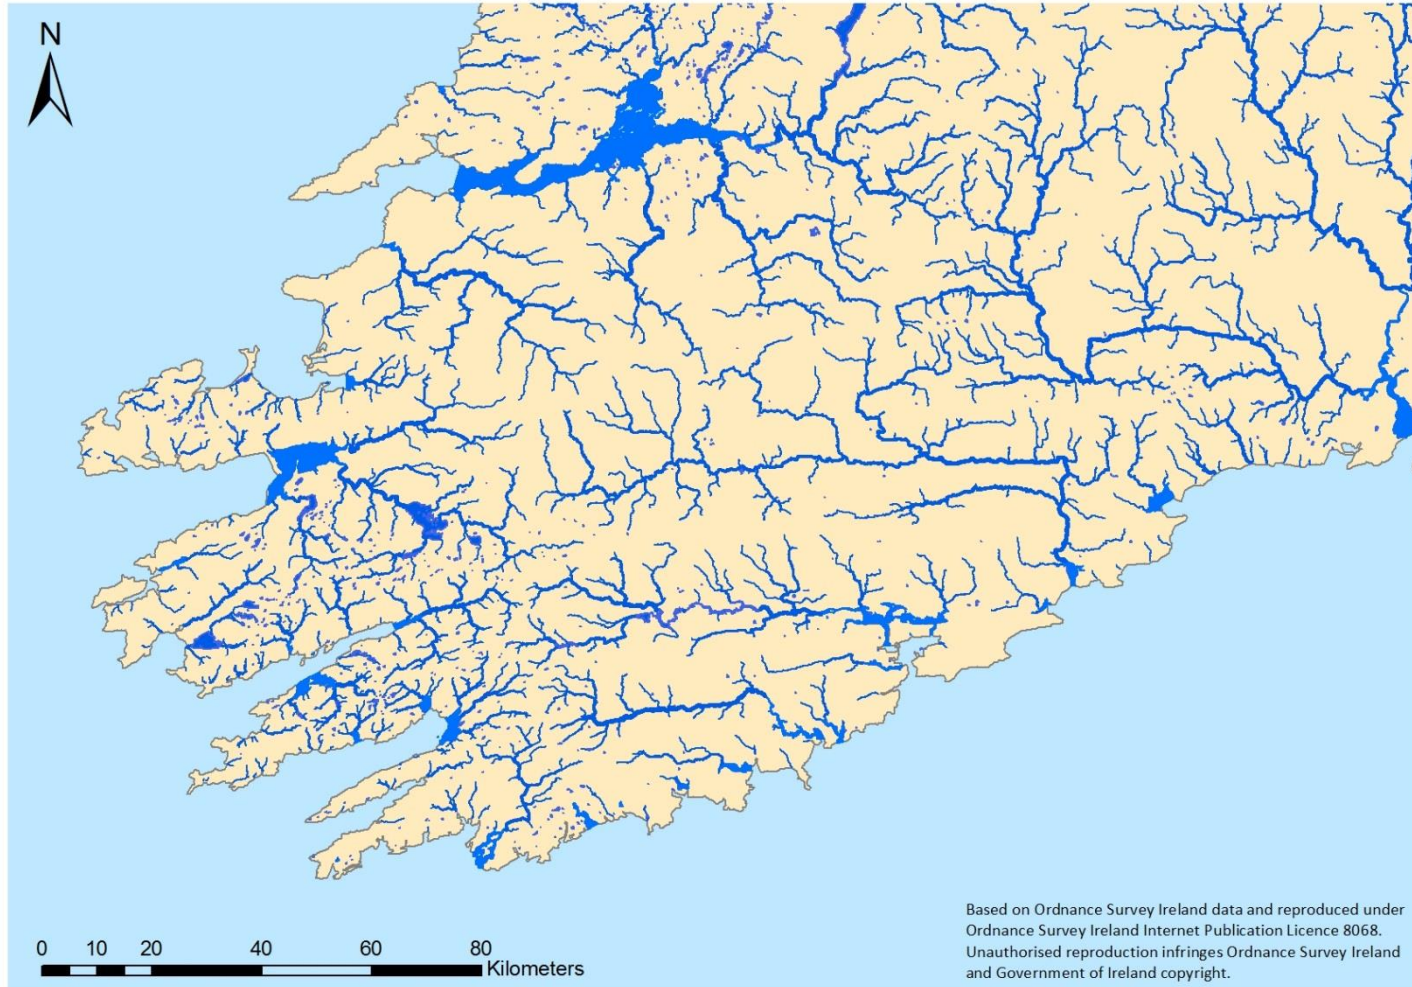 N
0 10 20 40 60 80
Kilometers
Based on Ordnance Survey Ireland data and reproduced under
Ordnance Survey Ireland Internet Publication Licence 8068.
Unauthorised reproduction infringes Ordnance Survey Ireland
and Government of Ireland copyright.